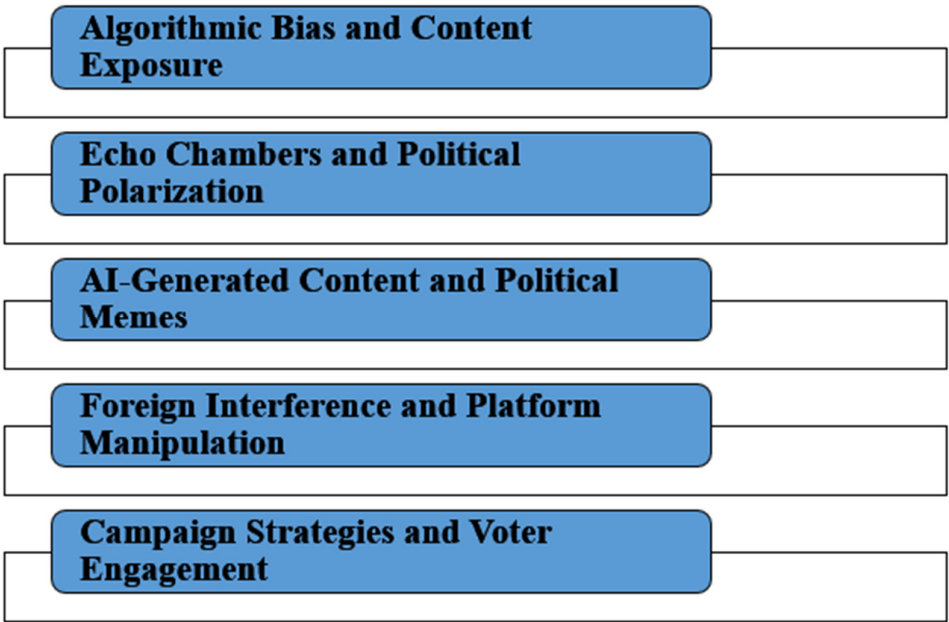 Algorithmic Bias and Content
Exposure
Echo Chambers and Political
Polarization
AI-Generated Content and Political
Memes
Foreign Interference and Platform
Manipulation
Campaign Strategies and Voter
Engagement